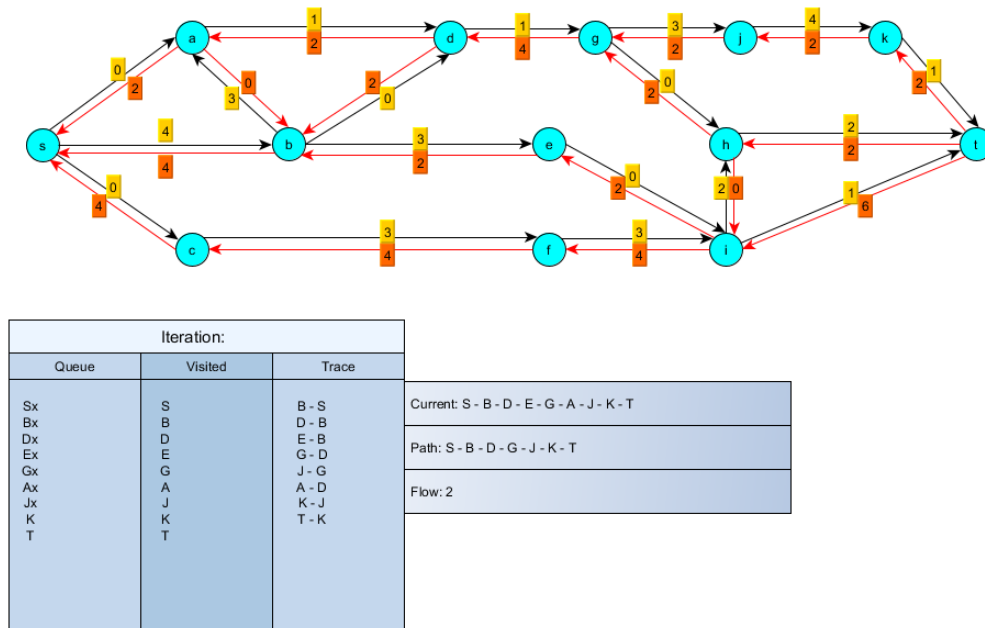 1
2
1
4
3
2
4
2
a
d
g
j
k
0
2
0
3
2
0
0
2
1
2
s
4
4
b
3
2
e
h
2
2
t
0
4
0
2
2
0
1
6
c
3
4
f
3
4
i
Iteration:
Queue Visited Trace
Sx S B - S
Bx B D - B
Dx D E - B
Ex E G - D
Gx G J - G
Ax A A - D
Jx J K - J
K K T - K
T T
Current: S - B - D - E - G - A - J - K - T
Path: S - B - D - G - J - K - T
Flow: 2